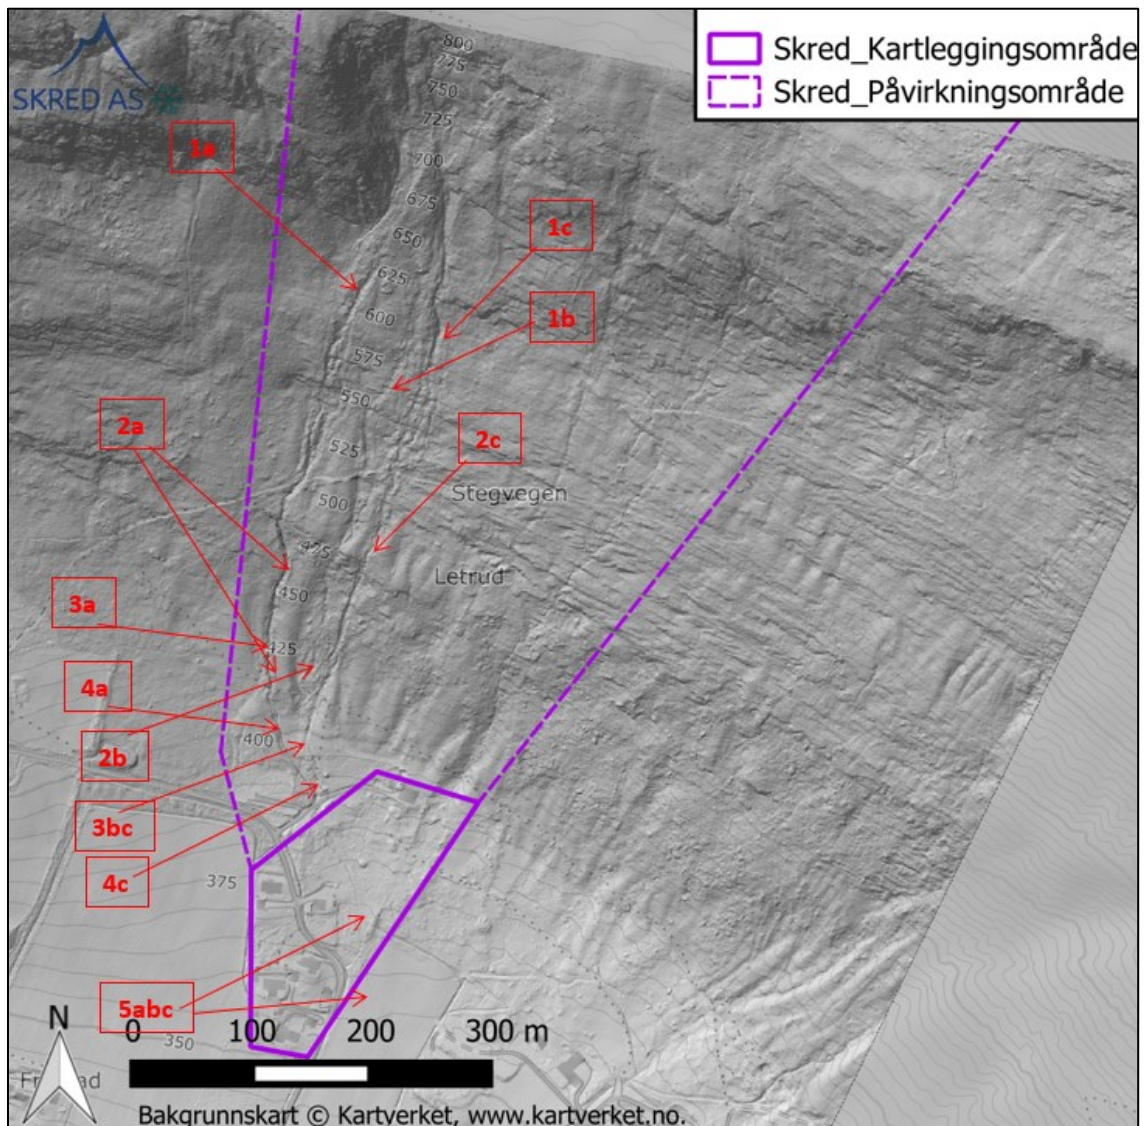 SKRED AS
Skred_Kartleggingsområde
Skred_Påvirkningsområde
800
775
750
725
700
675
650
625
600
575
550
525
500
475
450
425
400
375
350
1a
1c
1b
2a
2c
Stegvegen
Letrud
3a
4a
2b
3bc
4c
5abc
N
0 100 200 300 m
Bakgrunnskart © Kartverket, www.kartverket.no.